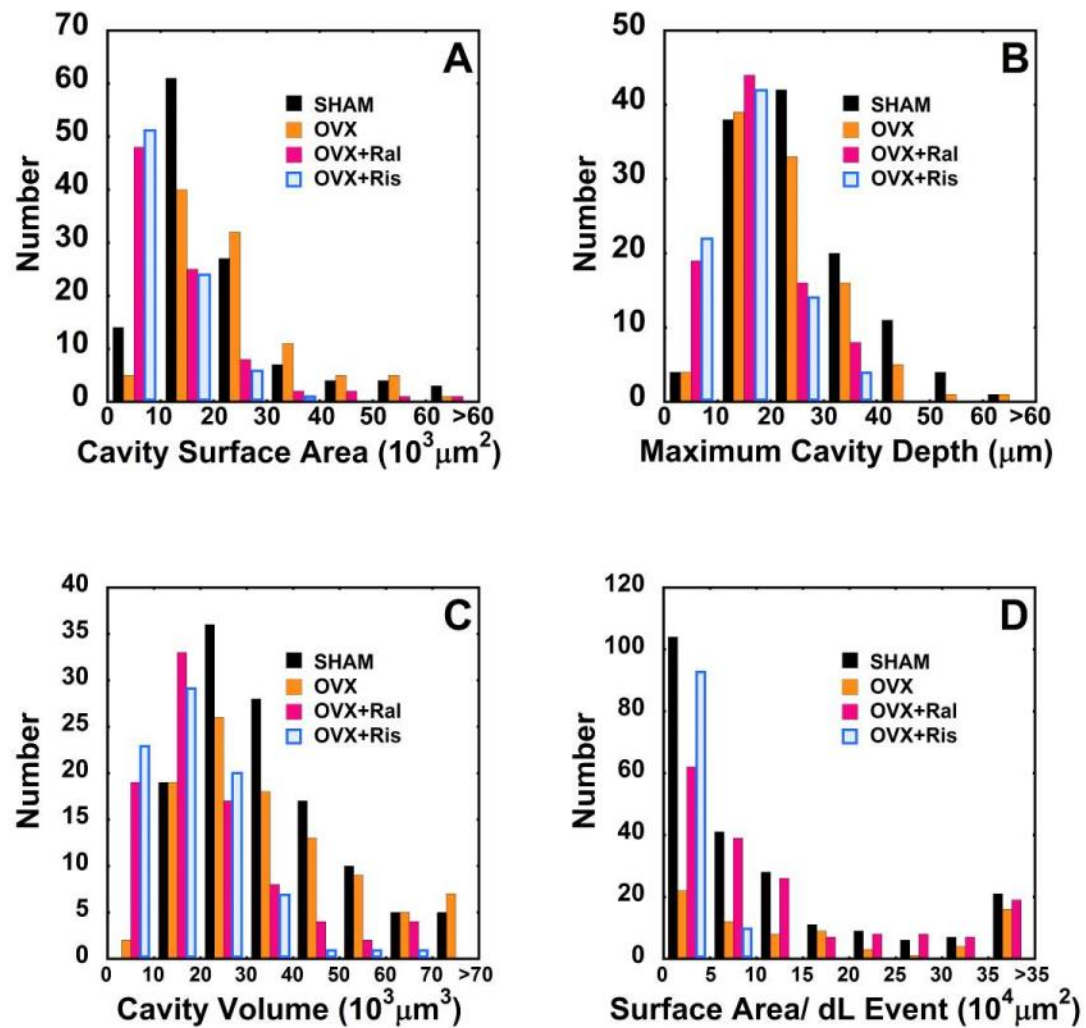 A
70
60
50
40
30
20
10
0
Number
SHAM
OVX
OVX+Ral
OVX+Ris
0 10 20 30 40 50 >60
Cavity Surface Area (10³μm²)
B
50
40
30
20
10
0
Number
SHAM
OVX
OVX+Ral
OVX+Ris
0 10 20 30 40 50 60 >60
Maximum Cavity Depth (μm)
C
40
35
30
25
20
15
10
5
0
Number
SHAM
OVX
OVX+Ral
OVX+Ris
0 10 20 30 40 50 60 70 >70
Cavity Volume (10³μm³)
D
120
100
80
60
40
20
0
Number
SHAM
OVX
OVX+Ral
OVX+Ris
0 5 10 15 20 25 30 35 >35
Surface Area/ dL Event (10⁴μm²)